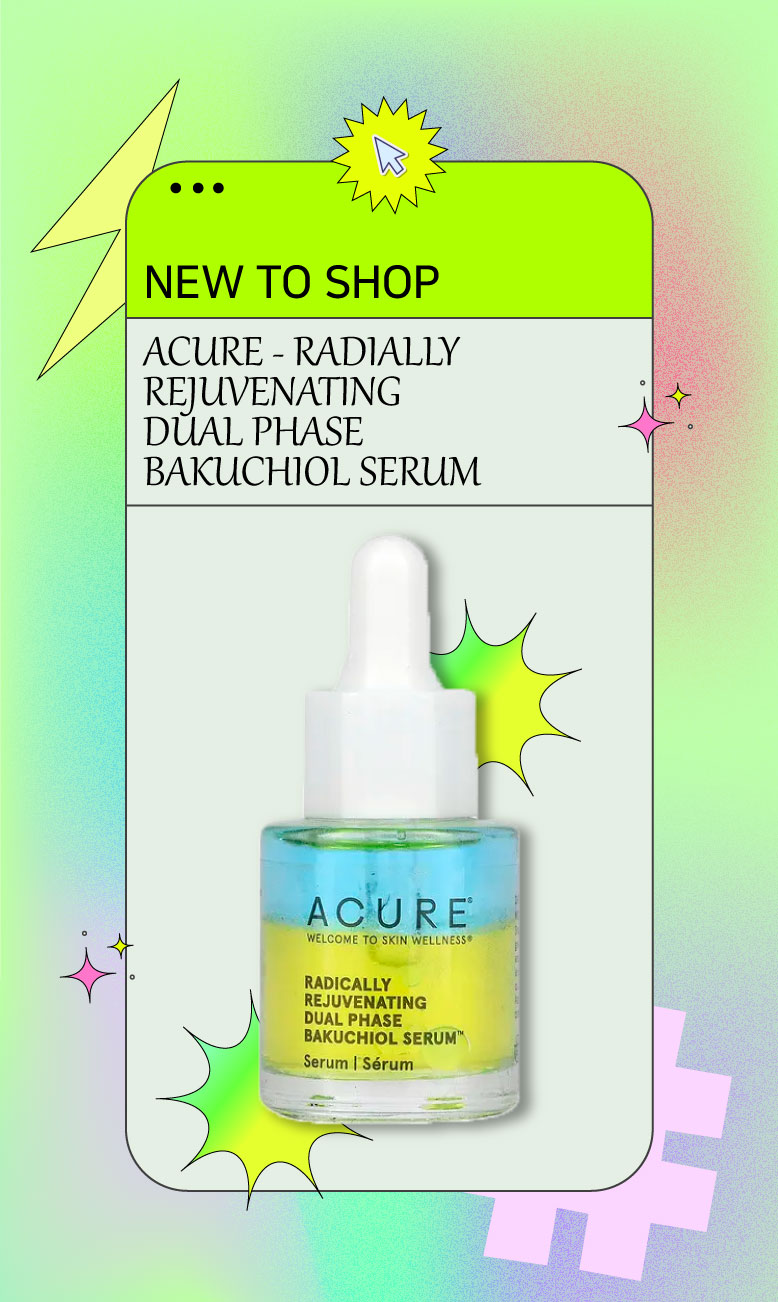 NEW TO SHOP
ACURE - RADIALLY
REJUVENATING
DUAL PHASE
BAKUCHIOL SERUM
ACURE®
WELCOME TO SKIN WELLNESS®
RADICALLY
REJUVENATING
DUAL PHASE
BAKUCHIOL SERUM™
Serum | Sérum